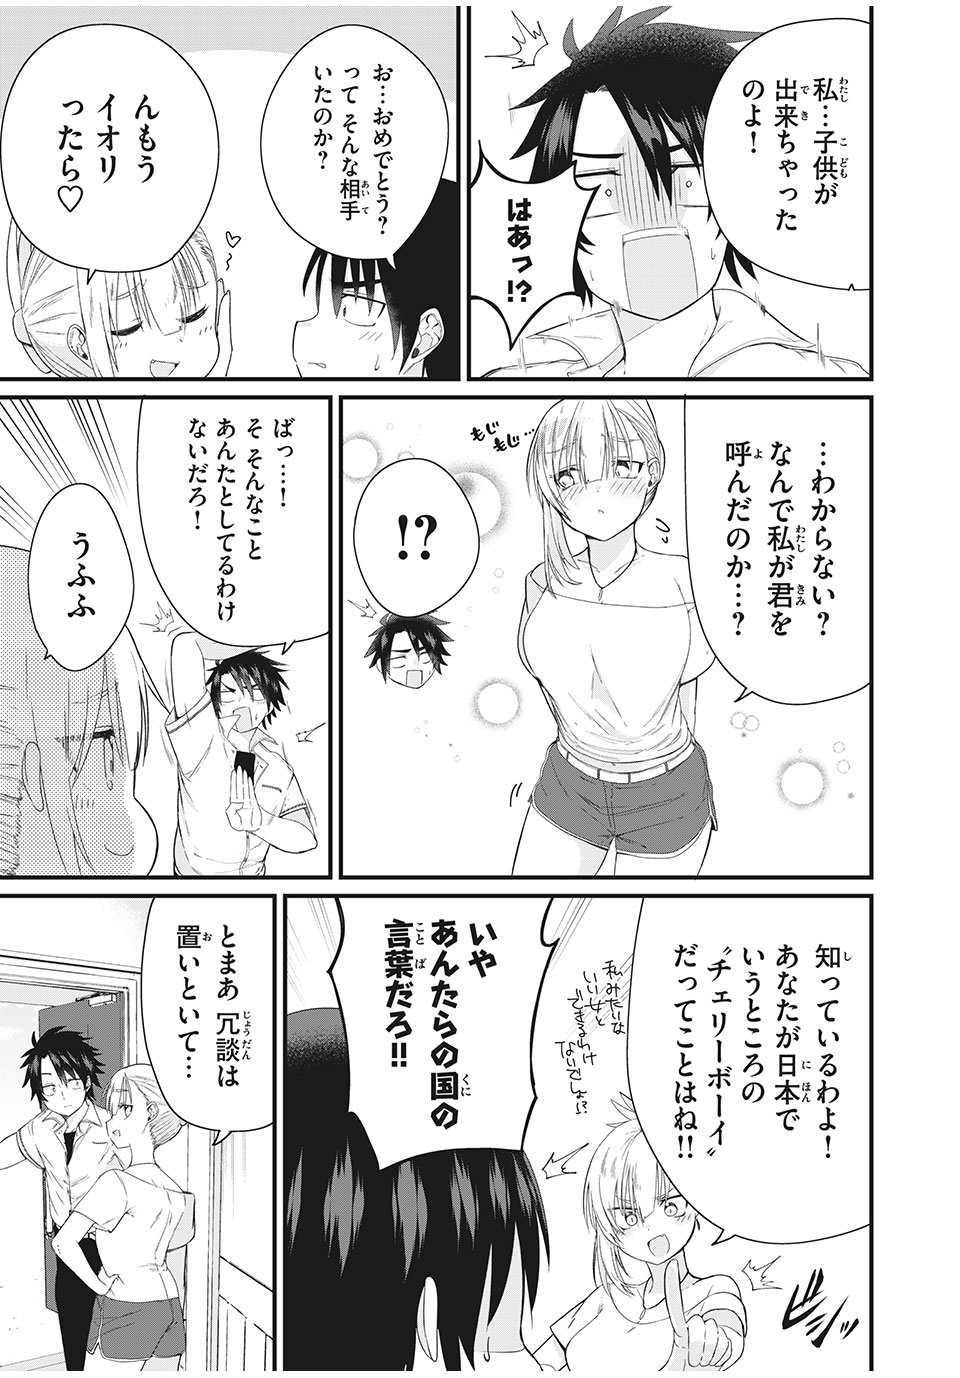 私…子供が
出来ちゃった
のよ!
はあっ!?
お…おめでとう?
って そんな相手
いたのか?
んもう
イオリ
ったら♡
…わからない?
なんで私が君を
呼んだのか…?
もじ
もじ…
!?
ばっ…!
そ そんなこと
あんたとしてるわけ
ないだろ!
うふふ
知っているわよ!
あなたが日本で
いうところの
〝チェリーボーイ〟
だってことはね!!
私みたいな
いい女と
できるわけ
ないでしょ!?
ビシッ
いや
あんたらの国の
言葉だろ!!
とまあ 冗談は
置いといて…